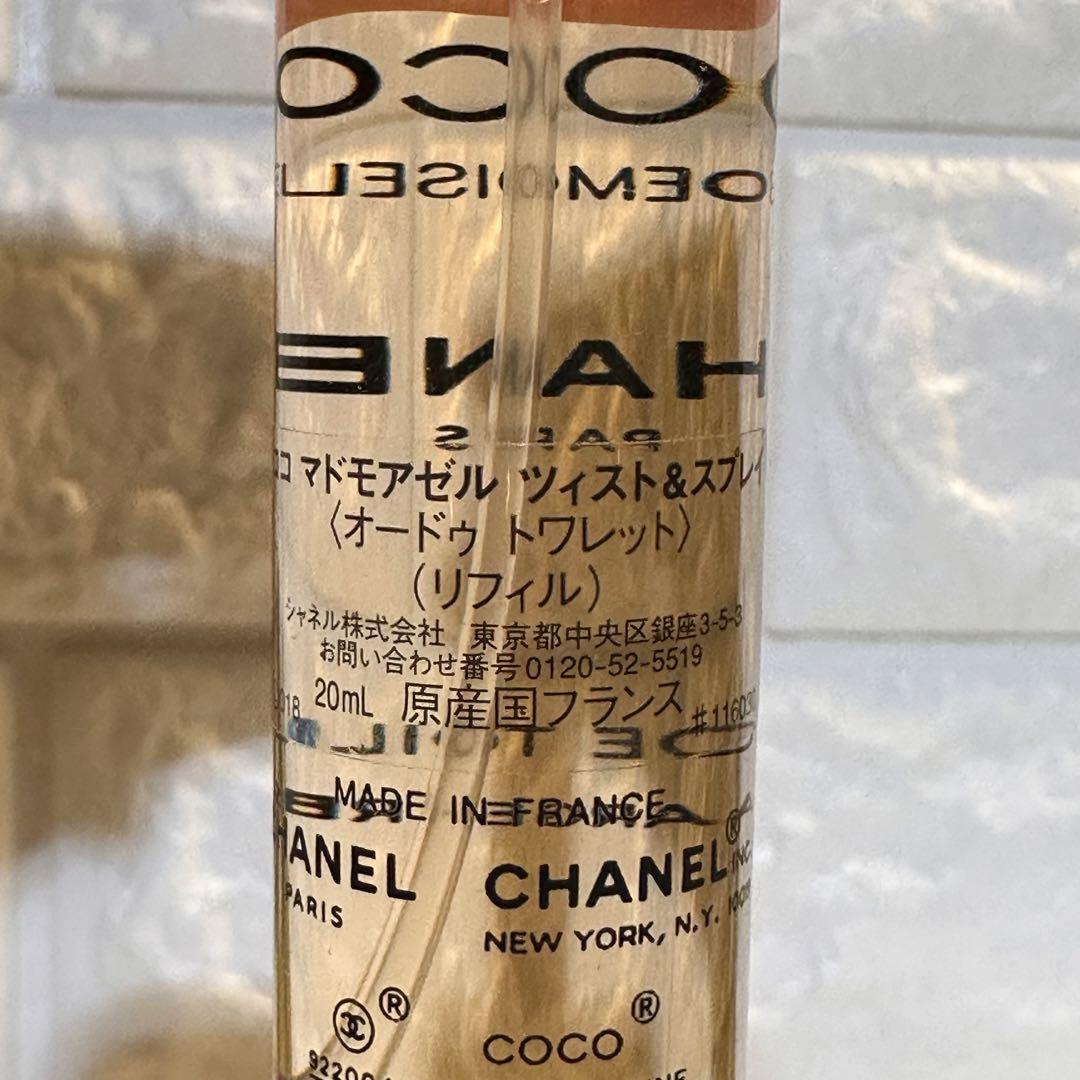 COCO
CHANE
ココ マドモアゼル ツィスト&スプレイ
〈オードゥ トワレット〉
(リフィル)
シャネル株式会社 東京都中央区銀座3-5-3
お問い合わせ番号0120-52-5519
20mL 原産国フランス
MADE IN FRANCE
CHANEL CHANEL® INC.
PARIS NEW YORK, N.Y.
® COCO®